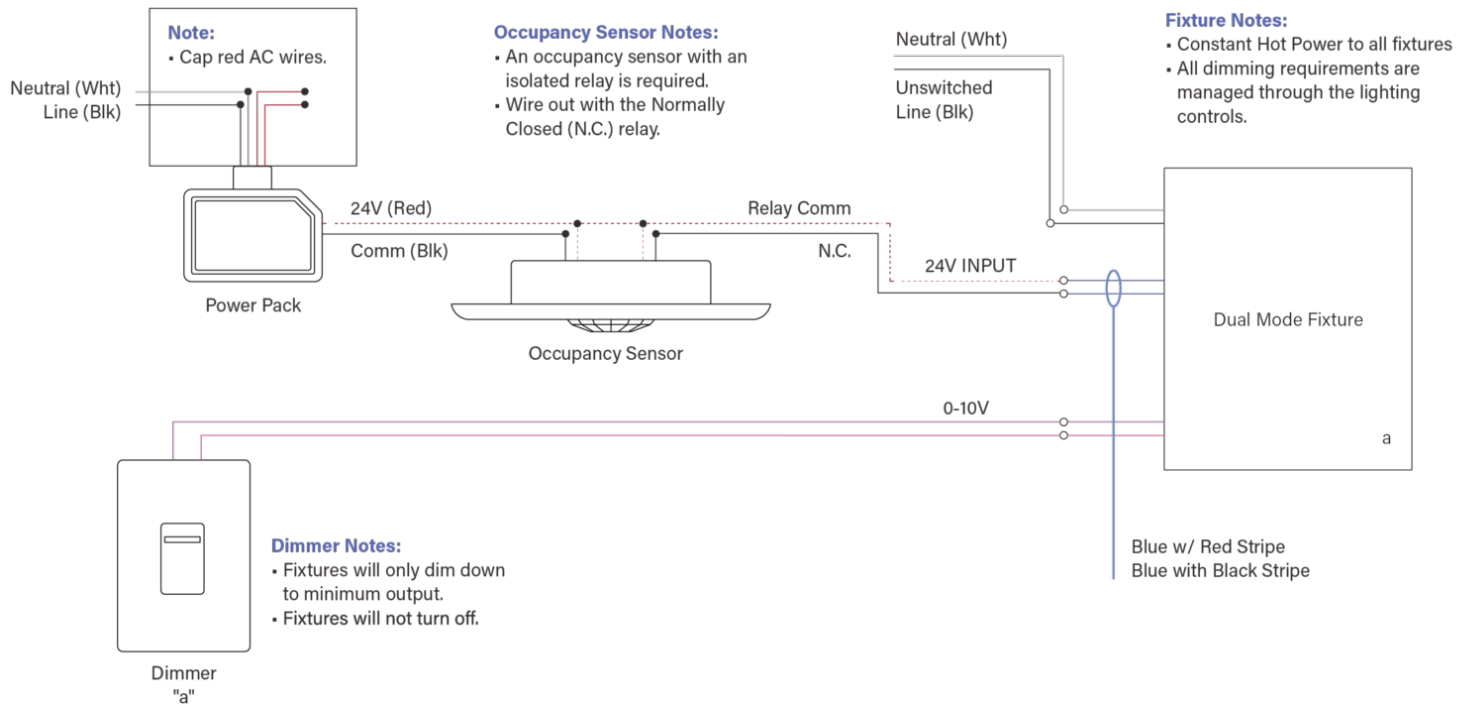 Note:
▪ Cap red AC wires.
Neutral (Wht)
Line (Blk)
Occupancy Sensor Notes:
▪ An occupancy sensor with an
isolated relay is required.
▪ Wire out with the Normally
Closed (N.C.) relay.
Neutral (Wht)
Unswitched
Line (Blk)
Fixture Notes:
▪ Constant Hot Power to all fixtures
▪ All dimming requirements are
managed through the lighting
controls.
24V (Red)
Comm (Blk)
Relay Comm
N.C.
24V INPUT
Power Pack
Occupancy Sensor
Dual Mode Fixture
0-10V
a
Dimmer Notes:
▪ Fixtures will only dim down
to minimum output.
▪ Fixtures will not turn off.
Blue w/ Red Stripe
Blue with Black Stripe
Dimmer
"a"